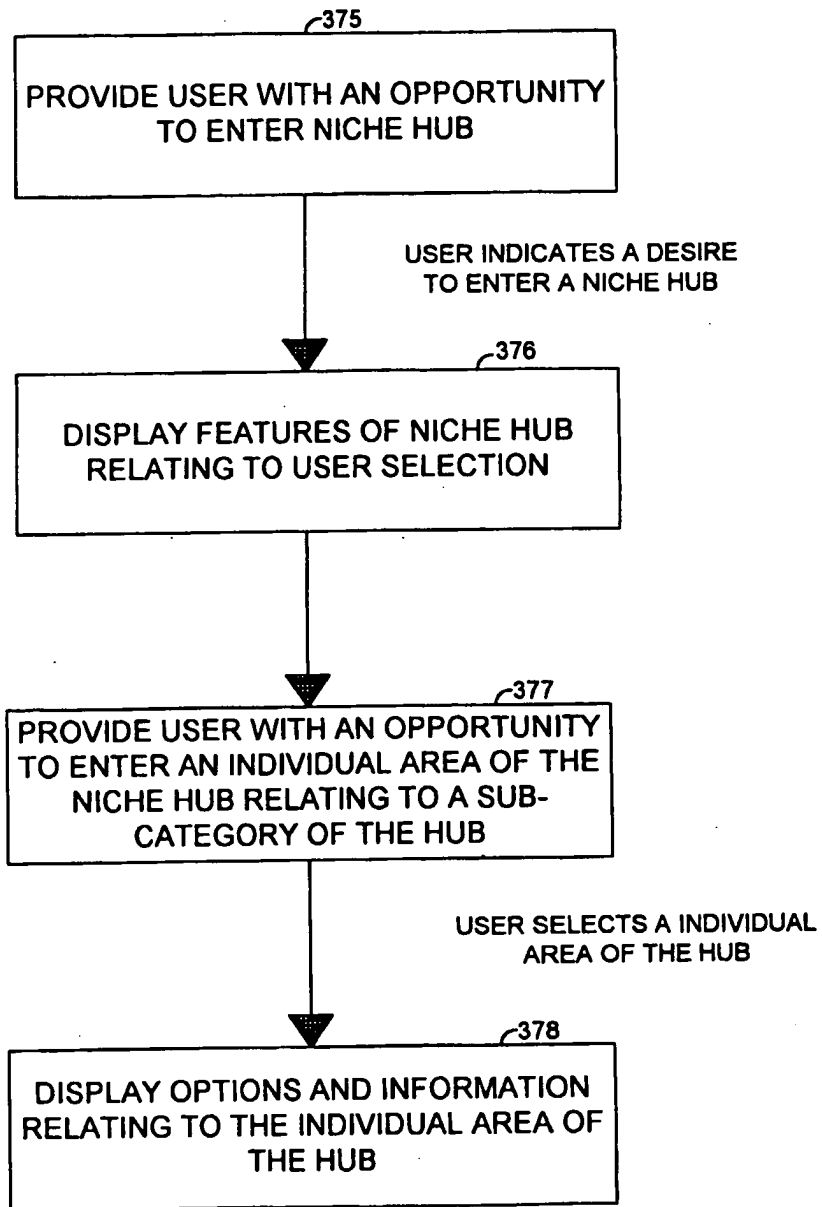 375
PROVIDE USER WITH AN OPPORTUNITY
TO ENTER NICHE HUB
USER INDICATES A DESIRE
TO ENTER A NICHE HUB
376
DISPLAY FEATURES OF NICHE HUB
RELATING TO USER SELECTION
377
PROVIDE USER WITH AN OPPORTUNITY
TO ENTER AN INDIVIDUAL AREA OF THE
NICHE HUB RELATING TO A SUB-
CATEGORY OF THE HUB
USER SELECTS A INDIVIDUAL
AREA OF THE HUB
378
DISPLAY OPTIONS AND INFORMATION
RELATING TO THE INDIVIDUAL AREA OF
THE HUB